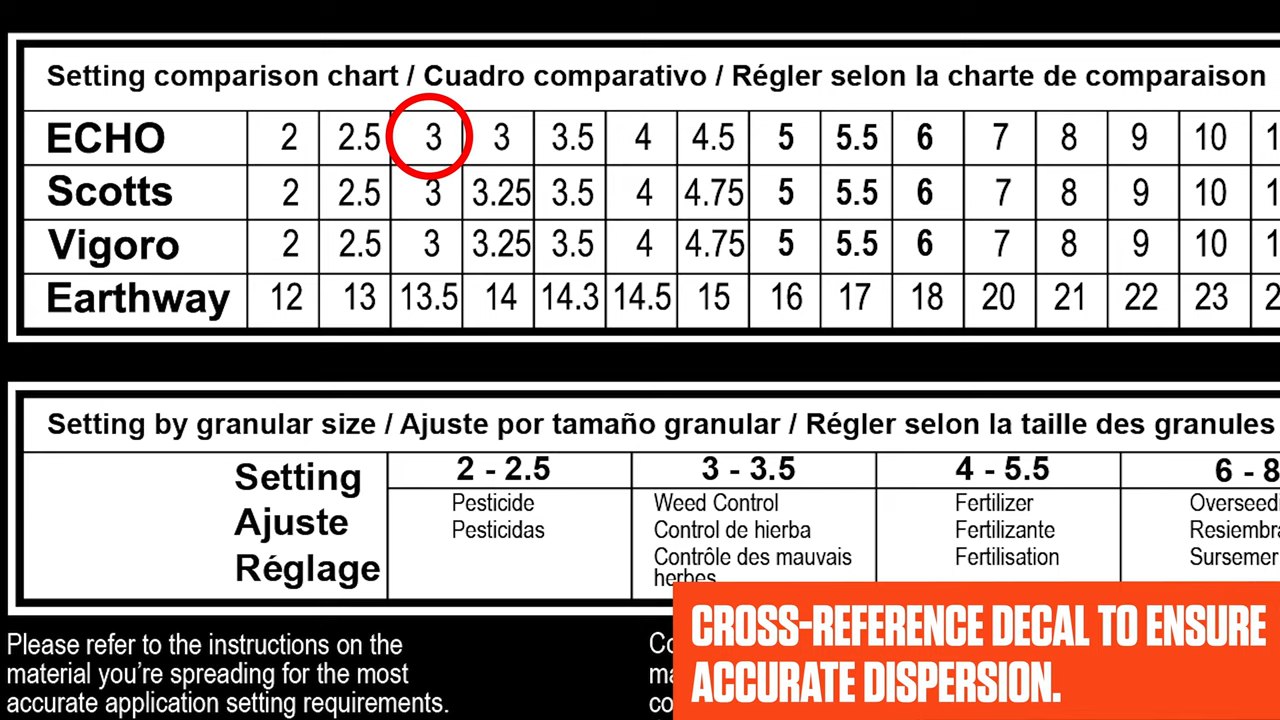 Setting comparison chart / Cuadro comparativo / Régler selon la charte de comparaison
ECHO 2 2.5 3 3 3.5 4 4.5 5 5.5 6 7 8 9 10
Scotts 2 2.5 3 3.25 3.5 4 4.75 5 5.5 6 7 8 9 10
Vigoro 2 2.5 3 3.25 3.5 4 4.75 5 5.5 6 7 8 9 10
Earthway 12 13 13.5 14 14.3 14.5 15 16 17 18 20 21 22 23
Setting by granular size / Ajuste por tamaño granular / Régler selon la taille des granules
Setting
Ajuste
Réglage
2 - 2.5
Pesticide
Pesticidas
3 - 3.5
Weed Control
Control de hierba
Contrôle des mauvais
herbes
4 - 5.5
Fertilizer
Fertilizante
Fertilisation
6 - 8
Please refer to the instructions on the
material you’re spreading for the most
accurate application setting requirements.
CROSS-REFERENCE DECAL TO ENSURE
ACCURATE DISPERSION.